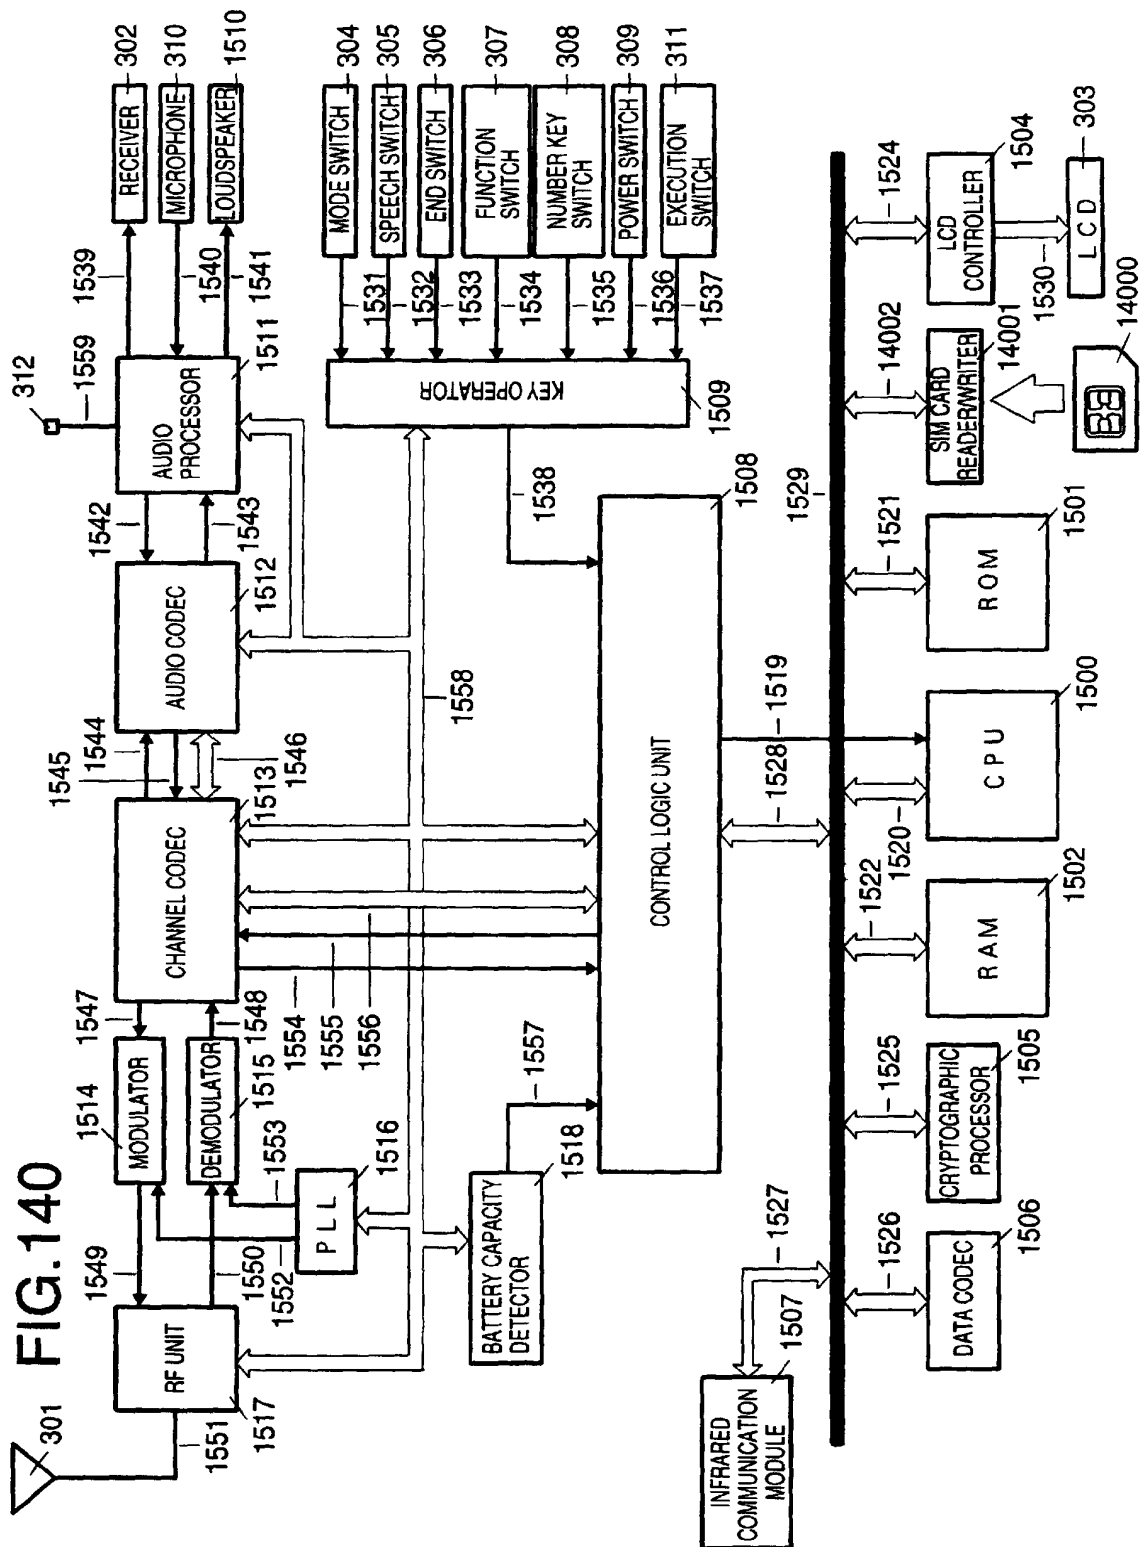 FIG.140
301
1551
RF UNIT
1517
1549
1550
1552
1553
1514
MODULATOR
DEMODULATOR
1515
PLL
1516
1547
1548
CHANNEL CODEC
1513
1545
1544
1546
AUDIO CODEC
1512
1542
1543
312
1559
AUDIO
PROCESSOR
1511
1539
1540
1541
RECEIVER
302
MICROPHONE
310
LOUDSPEAKER
1510
1554
1555
1556
1558
BATTERY CAPACITY
DETECTOR
1518
1557
KEY OPERATOR
1509
1538
1531
1532
1533
1534
1535
1536
1537
MODE SWITCH
304
SPEECH SWITCH
305
END SWITCH
306
FUNCTION
SWITCH
307
NUMBER KEY
SWITCH
308
POWER SWITCH
309
EXECUTION
SWITCH
311
CONTROL LOGIC UNIT
1508
INFRARED
COMMUNICATION
MODULE
1507
1527
1528
1519
1529
1526
DATA CODEC
1506
1525
CRYPTOGRAPHIC
PROCESSOR
1505
1522
RAM
1502
1520
CPU
1500
1521
ROM
1501
14002
SIM CARD
READER/WRITER
14001
14000
1524
LCD
CONTROLLER
1504
1530
LCD
303